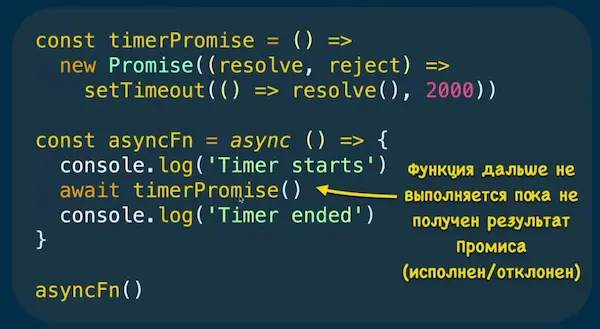 const timerPromise = () =>
new Promise((resolve, reject) =>
setTimeout(() => resolve(), 2000))
const asyncFn = async () => {
console.log('Timer starts')
await timerPromise()
console.log('Timer ended')
}
asyncFn()
Функция дальше не
выполняется пока не
получен результат
Промиса
(исполнен/отклонен)